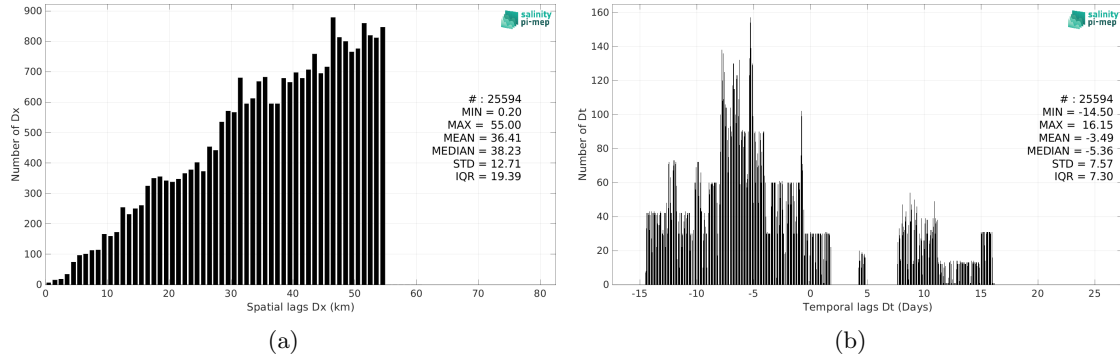 900
800
700
600
500
400
300
200
100
0
Number of Dx
0 10 20 30 40 50 60 70 80
Spatial lags Dx (km)
salinity
pi-mep
# : 25594
MIN = 0.20
MAX = 55.00
MEAN = 36.41
MEDIAN = 38.23
STD = 12.71
IQR = 19.39
(a)
160
140
120
100
80
60
40
20
0
Number of Dt
-15 -10 -5 0 5 10 15 20 25
Temporal lags Dt (Days)
salinity
pi-mep
# : 25594
MIN = -14.50
MAX = 16.15
MEAN = -3.49
MEDIAN = -5.36
STD = 7.57
IQR = 7.30
(b)